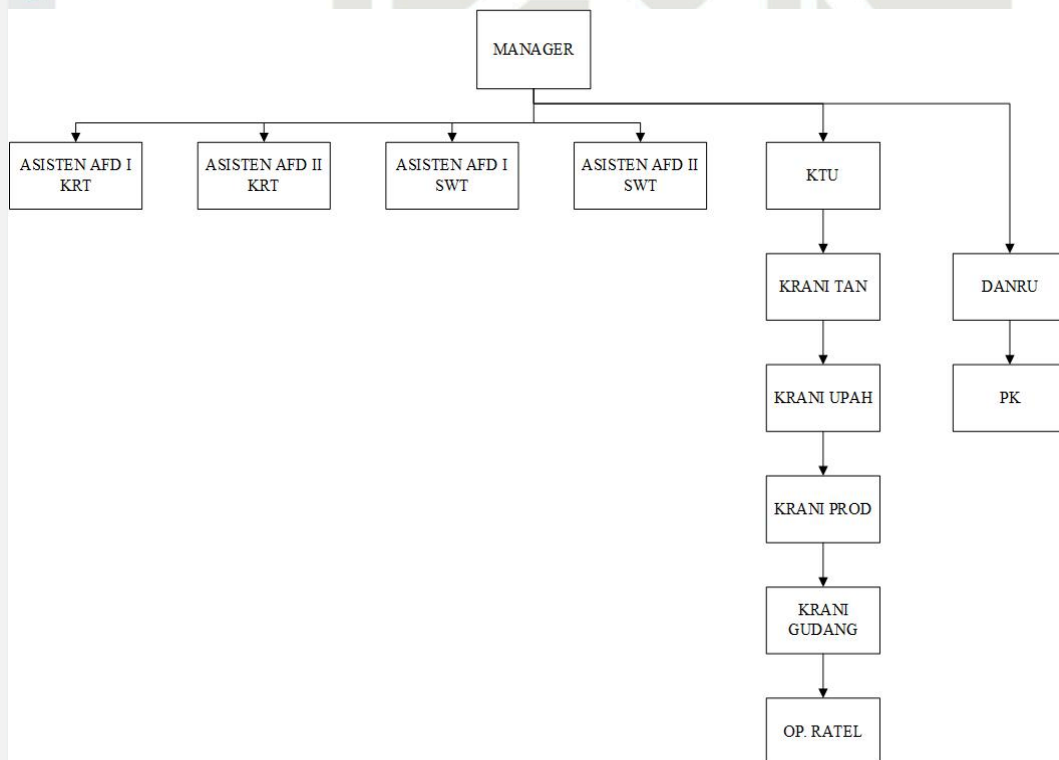 MANAGER
ASISTEN AFD I
KRT
ASISTEN AFD II
KRT
ASISTEN AFD I
SWT
ASISTEN AFD II
SWT
KTU
KRANI TAN
DANRU
KRANI UPAH
PK
KRANI PROD
KRANI
GUDANG
OP. RATEL